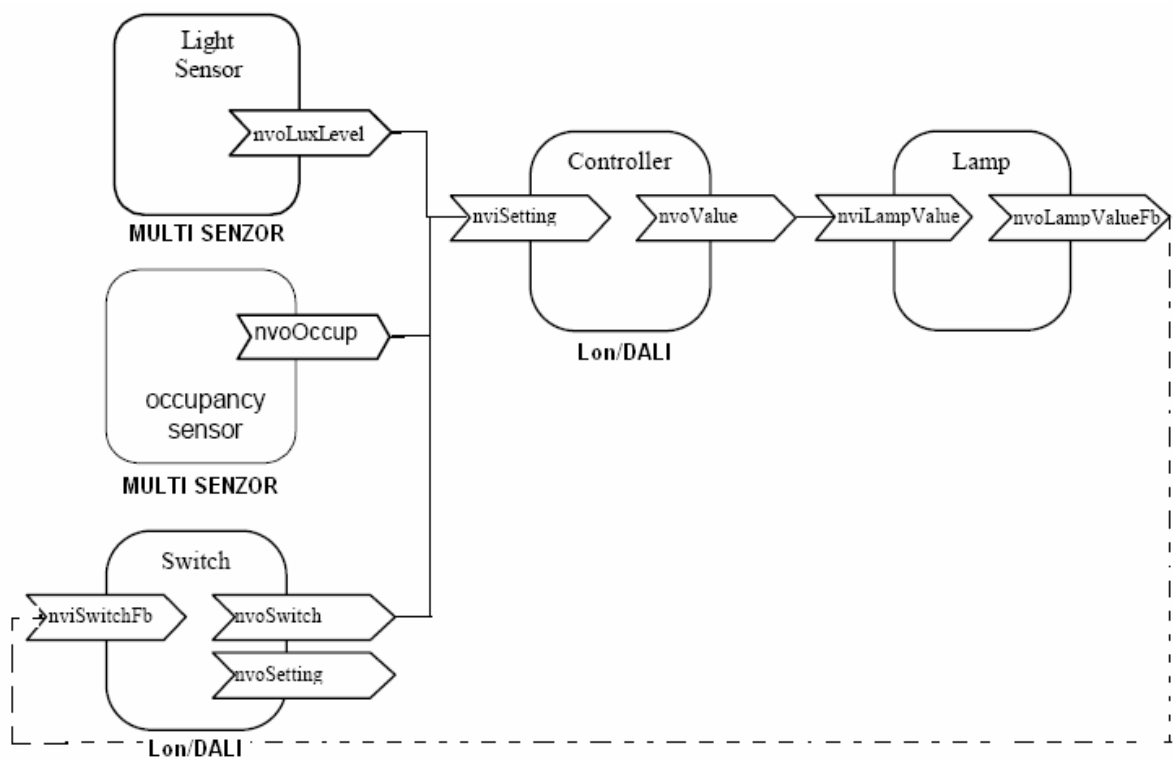 Light
Sensor
nvoLuxLevel
MULTI SENZOR
Controller
nviSetting
nvoValue
Lon/DALI
Lamp
nviLampValue
nvoLampValueFb
nvoOccup
occupancy
sensor
MULTI SENZOR
Switch
nviSwitchFb
nvoSwitch
nvoSetting
Lon/DALI